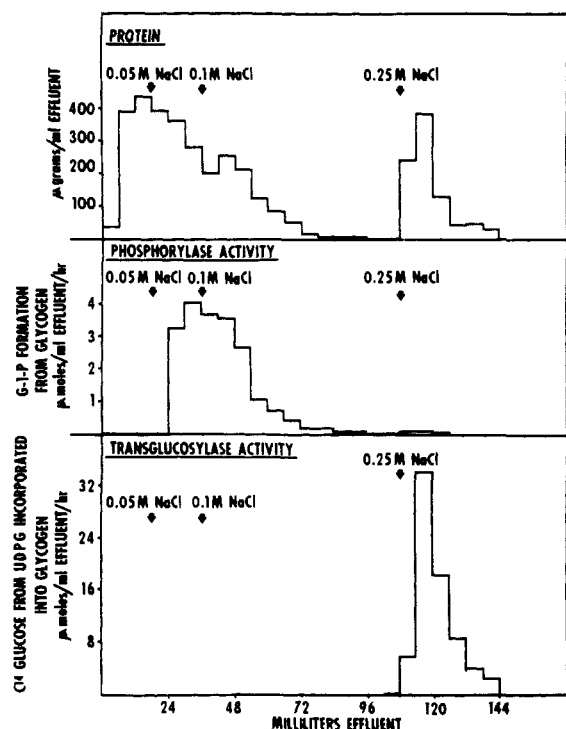 PROTEIN
0.05M NaCl 0.1M NaCl 0.25M NaCl
400
300
200
100
μ grams/ml EFFLUENT
PHOSPHORYLASE ACTIVITY
0.05M NaCl 0.1M NaCl 0.25M NaCl
4
3
2
1
G-1-P FORMATION
FROM GLYCOGEN
μ moles/ml EFFLUENT/hr
TRANSGLUCOSYLASE ACTIVITY
0.25M NaCl
0.05M NaCl 0.1M NaCl
32
24
16
8
C¹⁴ GLUCOSE FROM UDPG INCORPORATED
INTO GLYCOGEN
μ moles/ml EFFLUENT/hr
24 48 72 96 120 144
MILLILITERS EFFLUENT